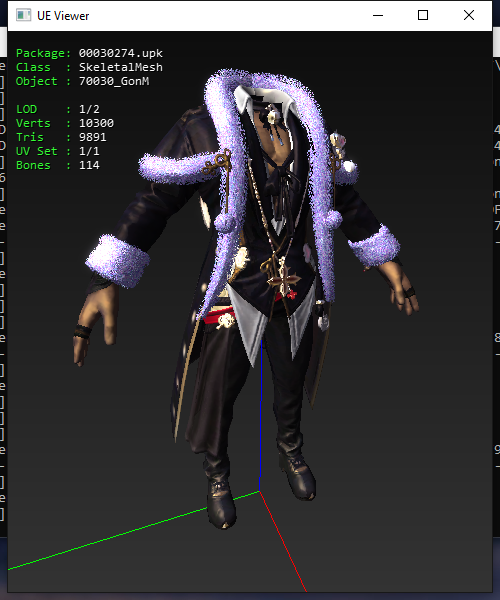 UE Viewer
Package: 00030274.upk
Class : SkeletalMesh
Object : 70030_GonM
LOD : 1/2
Verts : 10300
Tris : 9891
UV Set : 1/1
Bones : 114